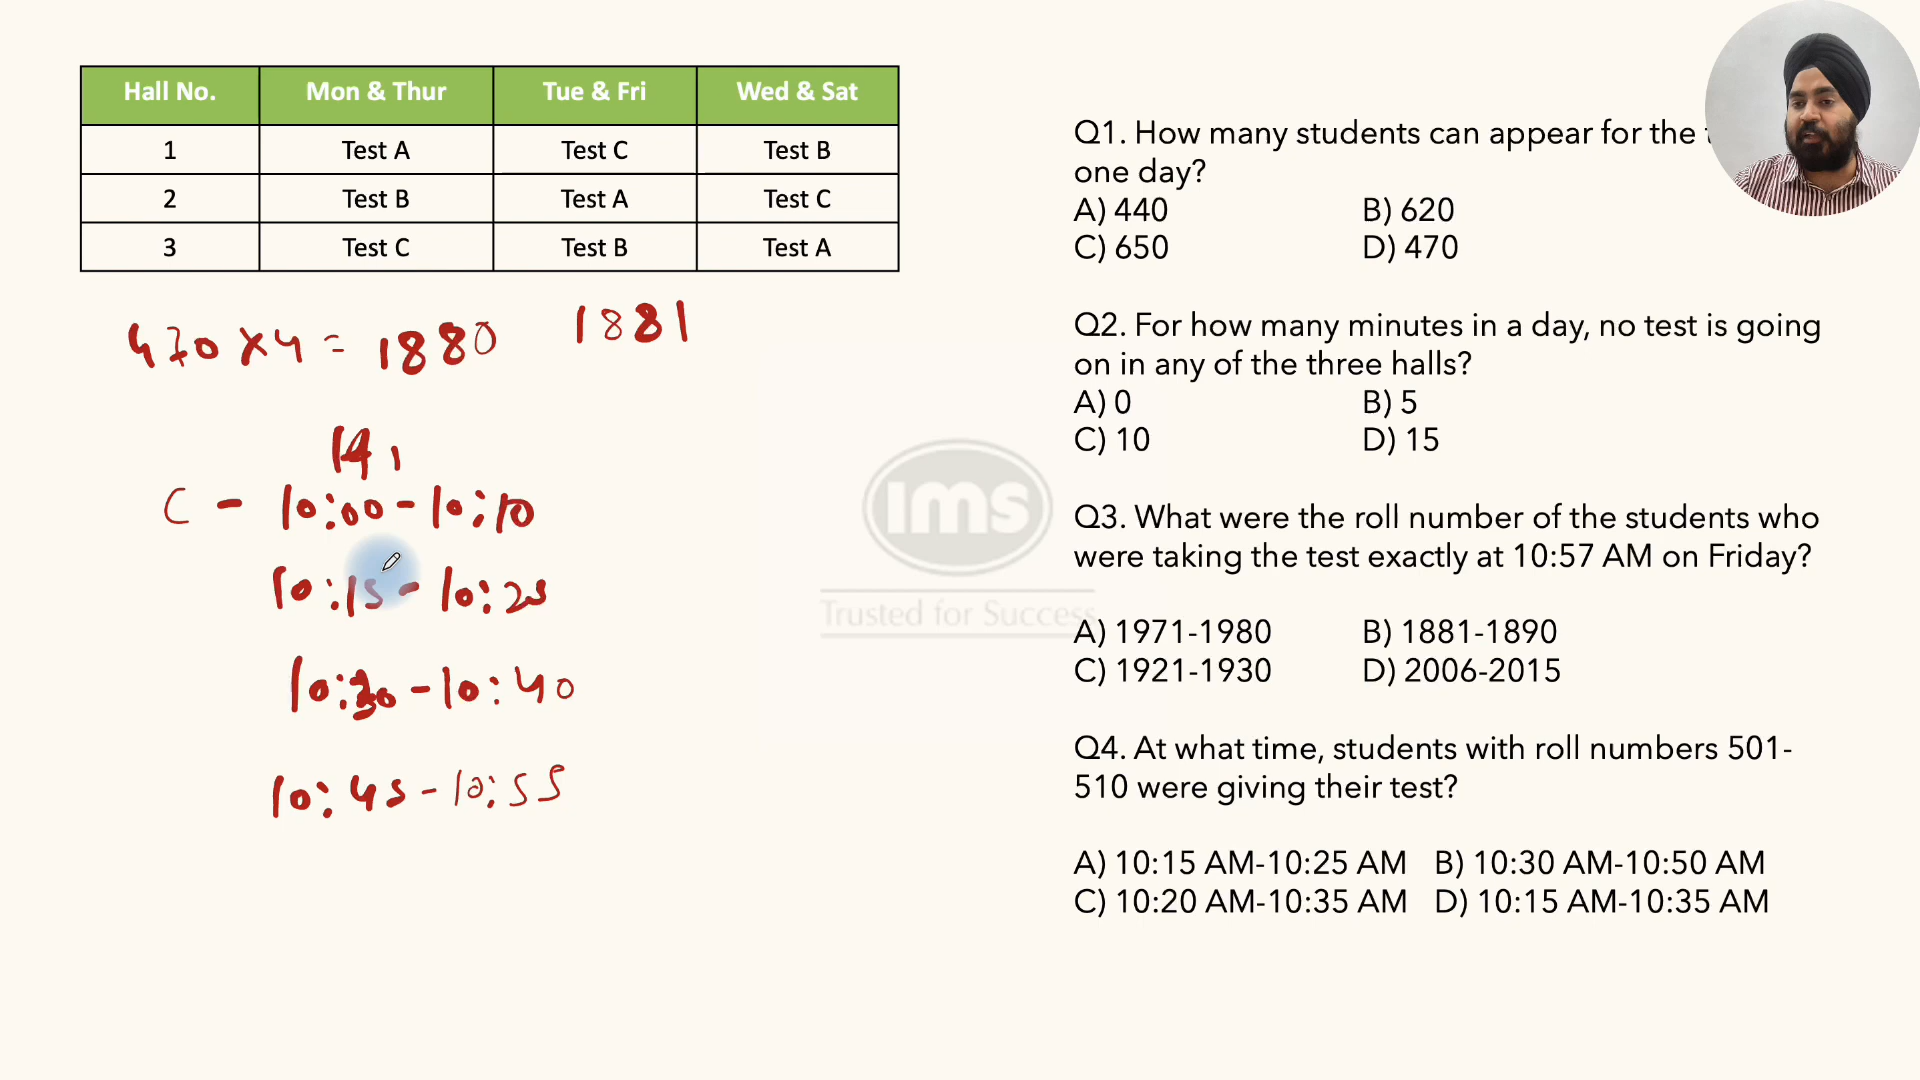 Hall No. Mon & Thur Tue & Fri Wed & Sat
1 Test A Test C Test B
2 Test B Test A Test C
3 Test C Test B Test A
470 x 4 = 1880 1881
141
C - 10:00 - 10:10
10:15 - 10:25
10:30 - 10:40
10:45 - 10:55
ims
Trusted for Success
Q1. How many students can appear for the
one day?
A) 440 B) 620
C) 650 D) 470
Q2. For how many minutes in a day, no test is going
on in any of the three halls?
A) 0 B) 5
C) 10 D) 15
Q3. What were the roll number of the students who
were taking the test exactly at 10:57 AM on Friday?
A) 1971-1980 B) 1881-1890
C) 1921-1930 D) 2006-2015
Q4. At what time, students with roll numbers 501-
510 were giving their test?
A) 10:15 AM-10:25 AM B) 10:30 AM-10:50 AM
C) 10:20 AM-10:35 AM D) 10:15 AM-10:35 AM